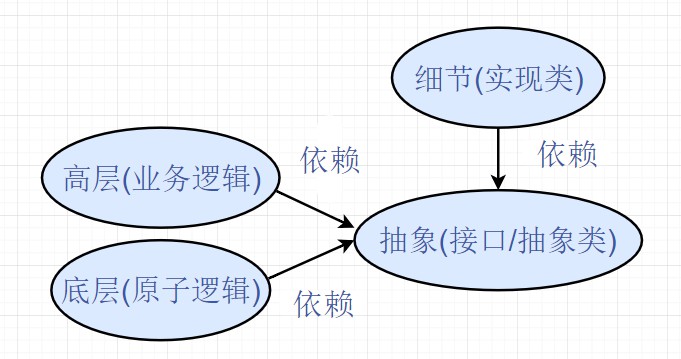 细节(实现类)
依赖
依赖
高层(业务逻辑)
抽象(接口/抽象类)
底层(原子逻辑)
依赖